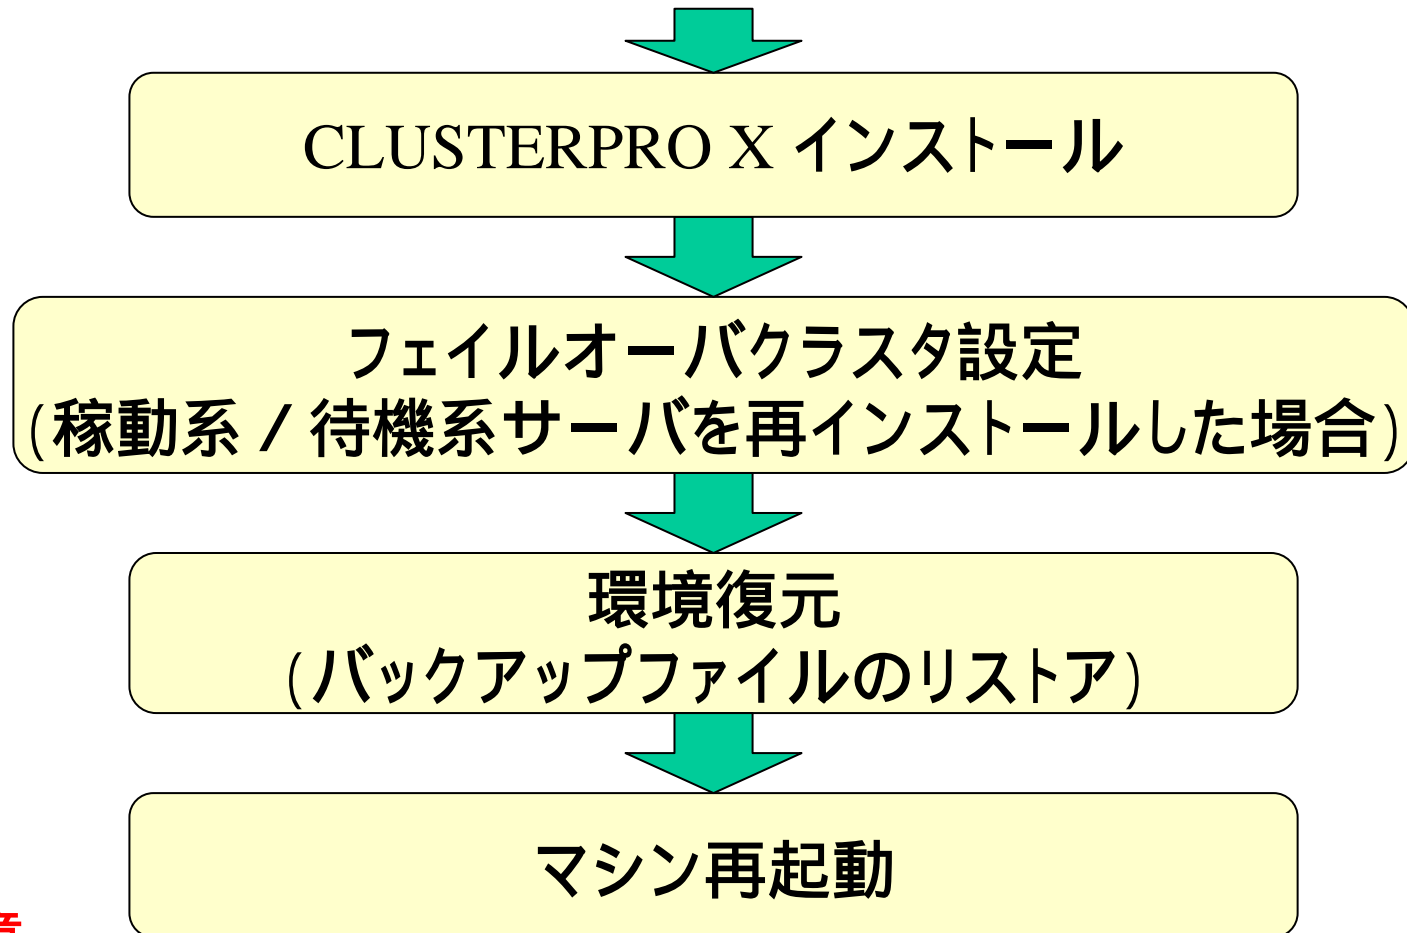 CLUSTERPRO X インストール
フェイルオーバクラスタ設定
(稼動系/待機系サーバを再インストールした場合)
環境復元
(バックアップファイルのリストア)
マシン再起動